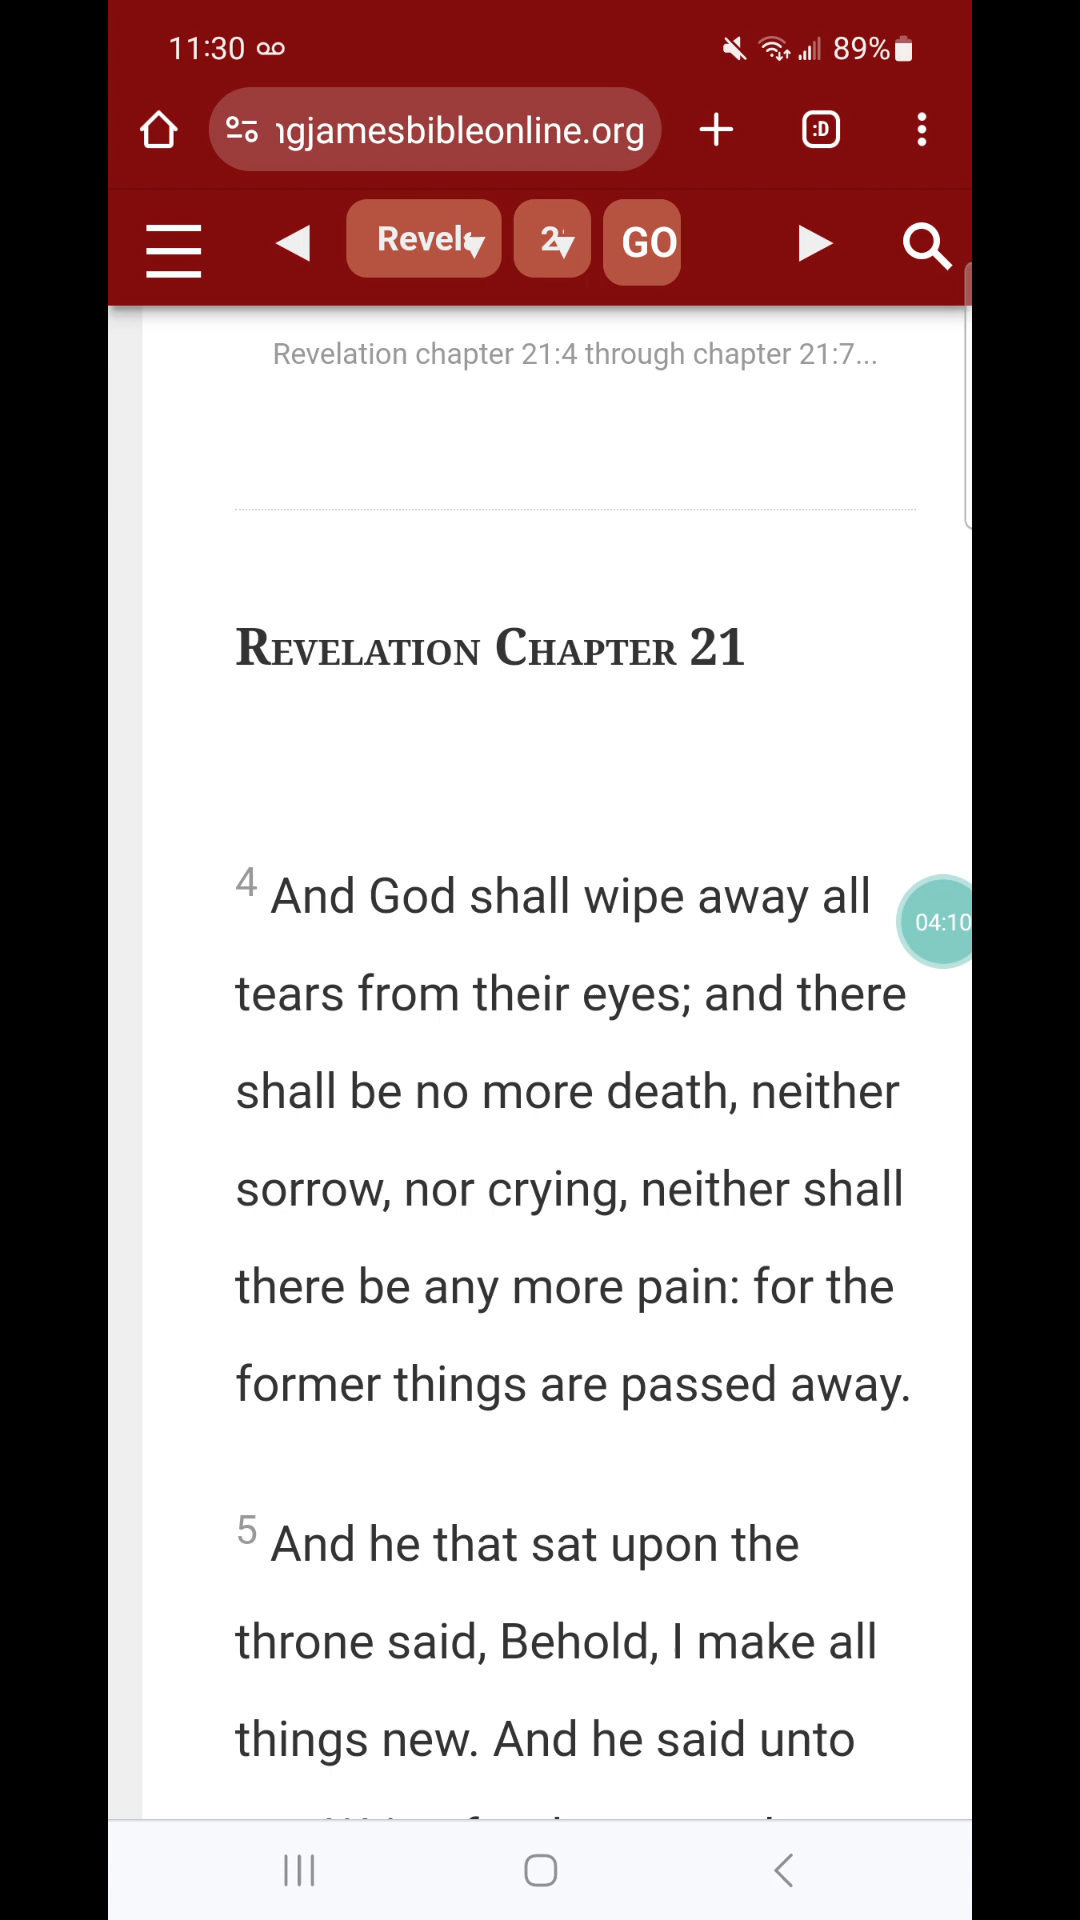 11:30
89%
ngjamesbibleonline.org
:D
GO
Revelation chapter 21:4 through chapter 21:7...
Revelation Chapter 21
4 And God shall wipe away all
04:10
tears from their eyes; and there
shall be no more death, neither
sorrow, nor crying, neither shall
there be any more pain: for the
former things are passed away.
5 And he that sat upon the
throne said, Behold, I make all
things new. And he said unto